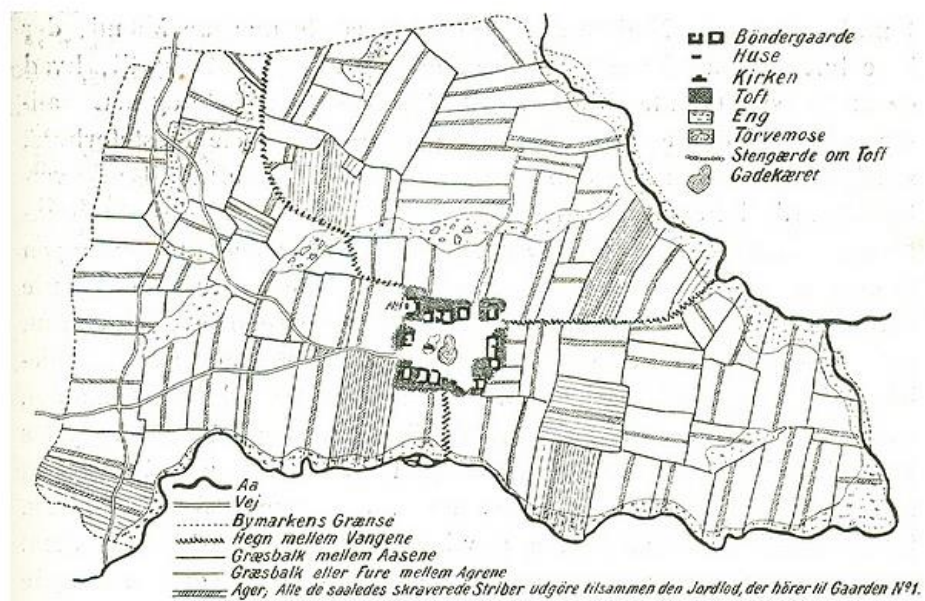 Böndergaarde
Huse
Kirken
Toft
Eng
Torvemose
Stengærde om Toft
Gadekæret
Aa
Vej
Bymarkens Grænse
Hegn mellem Vangene
Græsbalk mellem Aasene
Græsbalk eller Fure mellem Agrene
Ager; Alle de saaledes skraverede Striber udgöre tilsammen den Jordlod, der hörer til Gaarden Nº1.